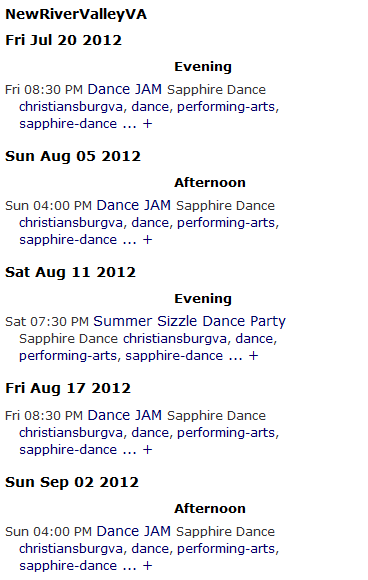 NewRiverValleyVA
Fri Jul 20 2012
Evening
Fri 08:30 PM Dance JAM Sapphire Dance
christiansburgva, dance, performing-arts,
sapphire-dance ... +
Sun Aug 05 2012
Afternoon
Sun 04:00 PM Dance JAM Sapphire Dance
christiansburgva, dance, performing-arts,
sapphire-dance ... +
Sat Aug 11 2012
Evening
Sat 07:30 PM Summer Sizzle Dance Party
Sapphire Dance christiansburgva, dance,
performing-arts, sapphire-dance ... +
Fri Aug 17 2012
Fri 08:30 PM Dance JAM Sapphire Dance
christiansburgva, dance, performing-arts,
sapphire-dance ... +
Sun Sep 02 2012
Afternoon
Sun 04:00 PM Dance JAM Sapphire Dance
christiansburgva, dance, performing-arts,
sapphire-dance ... +